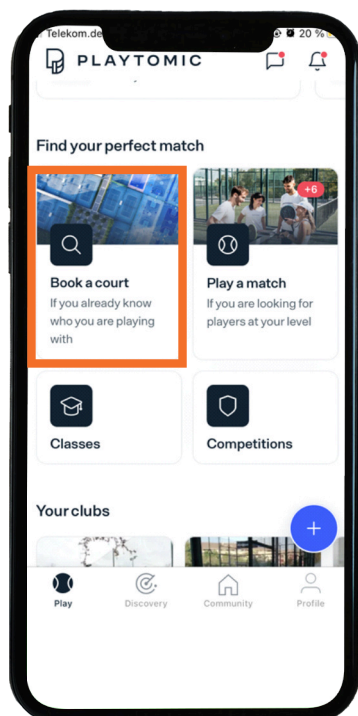 Telekom.de
20 %
PLAYTOMIC
Find your perfect match
+6
Book a court
If you already know
who you are playing
with
Play a match
If you are looking for
players at your level
Classes
Competitions
Your clubs
+
Play
Discovery
Community
Profile